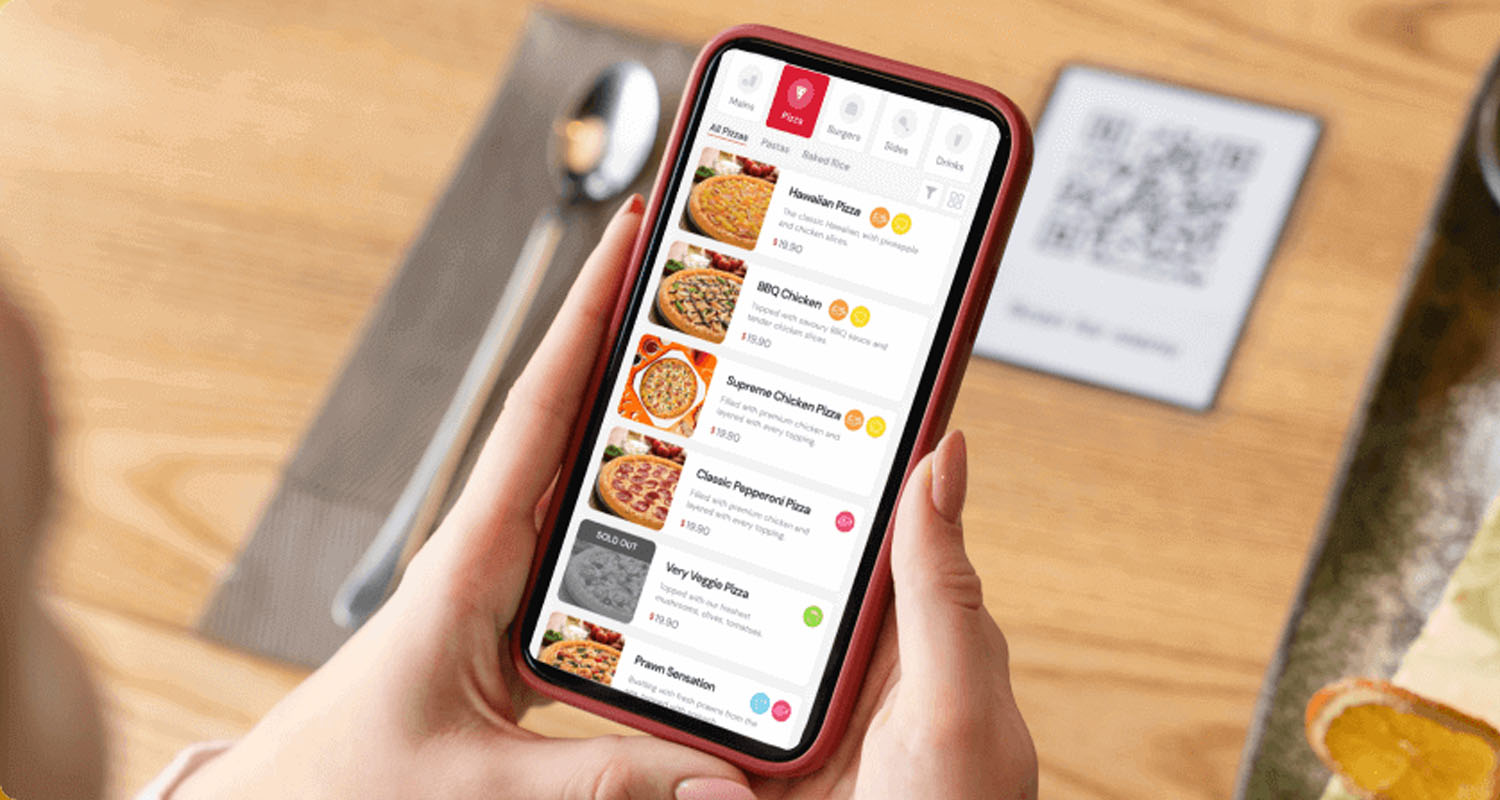 Mains
Pizza
Burgers
Sides
Drinks
All Pizzas
Pastas
Baked Rice
Hawaiian Pizza
The classic Hawaiian, with pineapple
and chicken slices.
$19.90
BBQ Chicken
Topped with savoury BBQ sauce and
tender chicken slices.
$19.90
Supreme Chicken Pizza
Filled with premium chicken and
layered with every topping.
$19.90
Classic Pepperoni Pizza
Filled with premium chicken and
layered with every topping.
$19.90
SOLD OUT
Very Veggie Pizza
Topped with our freshest
mushrooms, olives, tomatoes.
$19.90
Prawn Sensation
Bustling with fresh prawns from the